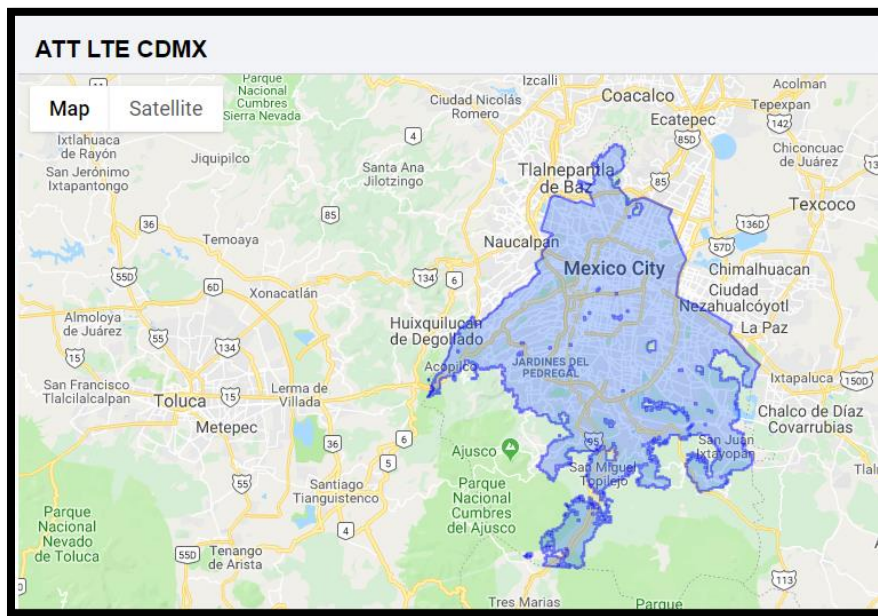 ATT LTE CDMX
Map
Satellite
Parque
Nacional
Cumbres
Sierra Nevada
Izcalli
Ciudad Nicolás
Romero
Coacalco
Acolman
Tepexpan
142
Ecatepec
85D
Ixtlahuaca
de Rayón
San Jerónimo
Ixtapantongo
Jiquipilco
4
Santa Ana
Jilotzingo
Tlalnepantla
de Baz
85
Chiconcuac
de Juárez
Texcoco
36
85
Temoaya
Naucalpan
136D
57D
55D
6D
Xonacatlán
134
6
Mexico City
Chimalhuacan
Ciudad
Nezahualcóyotl
La Paz
Almoloya
de Juárez
55
134
Huixquilucan
de Degollado
Acopilco
JARDINES DEL
PEDREGAL
15
San Francisco
Tlalcilalcalpan
Toluca
15
Lerma de
Villada
Ixtapaluca
150D
Metepec
36
6
Ajusco
95
San Juan
Ixtayopan
Chalco de Díaz
Covarrubias
5
San Miguel
Topilejo
55
Santiago
Tianguistenco
Parque
Nacional
Cumbres
del Ajusco
Parque
Nacional
Nevado
de Toluca
4
55D
Tenango
de Arista
113
Tres Marias
Parque